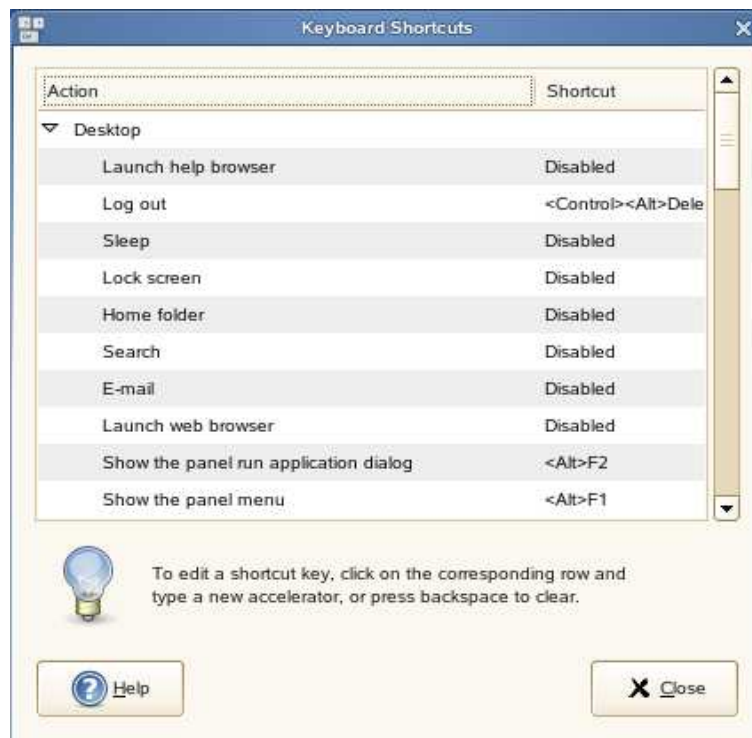 Keyboard Shortcuts
Action Shortcut
Desktop
Launch help browser Disabled
Log out <Control><Alt>Dele
Sleep Disabled
Lock screen Disabled
Home folder Disabled
Search Disabled
E-mail Disabled
Launch web browser Disabled
Show the panel run application dialog <Alt>F2
Show the panel menu <Alt>F1
To edit a shortcut key, click on the corresponding row and
type a new accelerator, or press backspace to clear.
Help Close